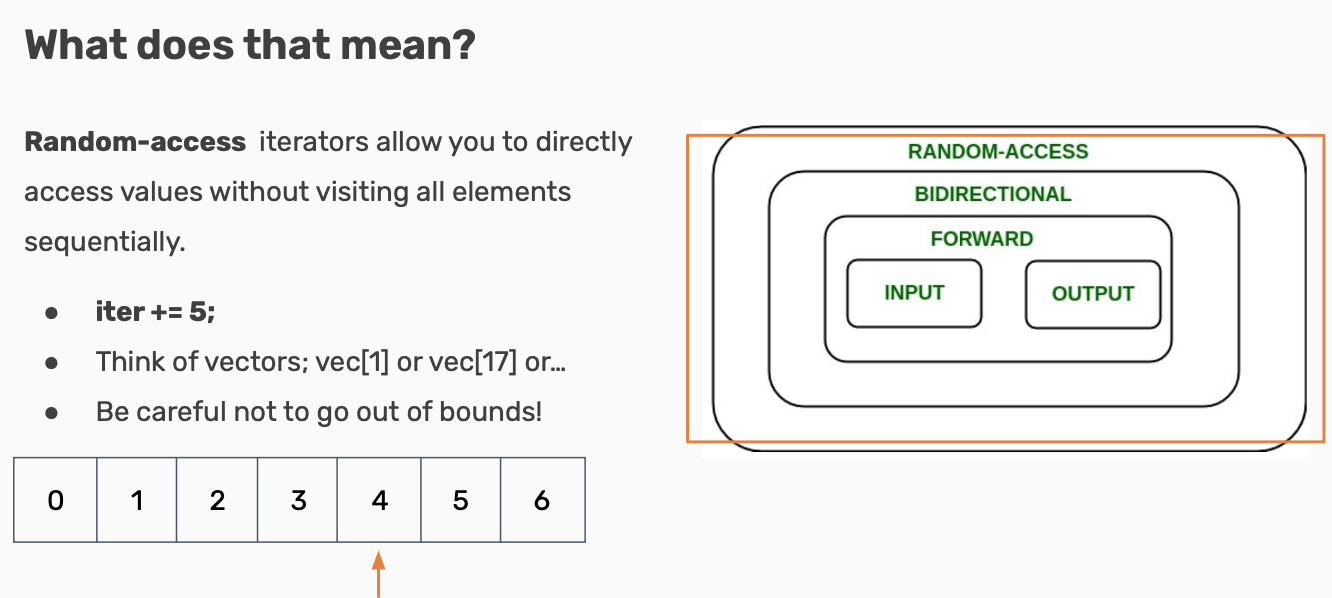 What does that mean?
Random-access iterators allow you to directly
access values without visiting all elements
sequentially.
● iter += 5;
● Think of vectors; vec[1] or vec[17] or…
● Be careful not to go out of bounds!
0 1 2 3 4 5 6
RANDOM-ACCESS
BIDIRECTIONAL
FORWARD
INPUT OUTPUT